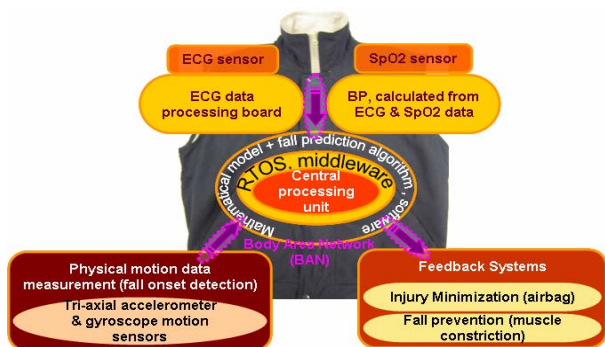 ECG sensor
SpO2 sensor
ECG data
processing board
BP, calculated from
ECG & SpO2 data
Mathematical model + fall prediction algorithm, software
RTOS. middleware
Central
processing
unit
Body Area Network
(BAN)
Physical motion data
measurement (fall onset detection)
Tri-axial accelerometer
& gyroscope motion
sensors
Feedback Systems
Injury Minimization (airbag)
Fall prevention (muscle
constriction)